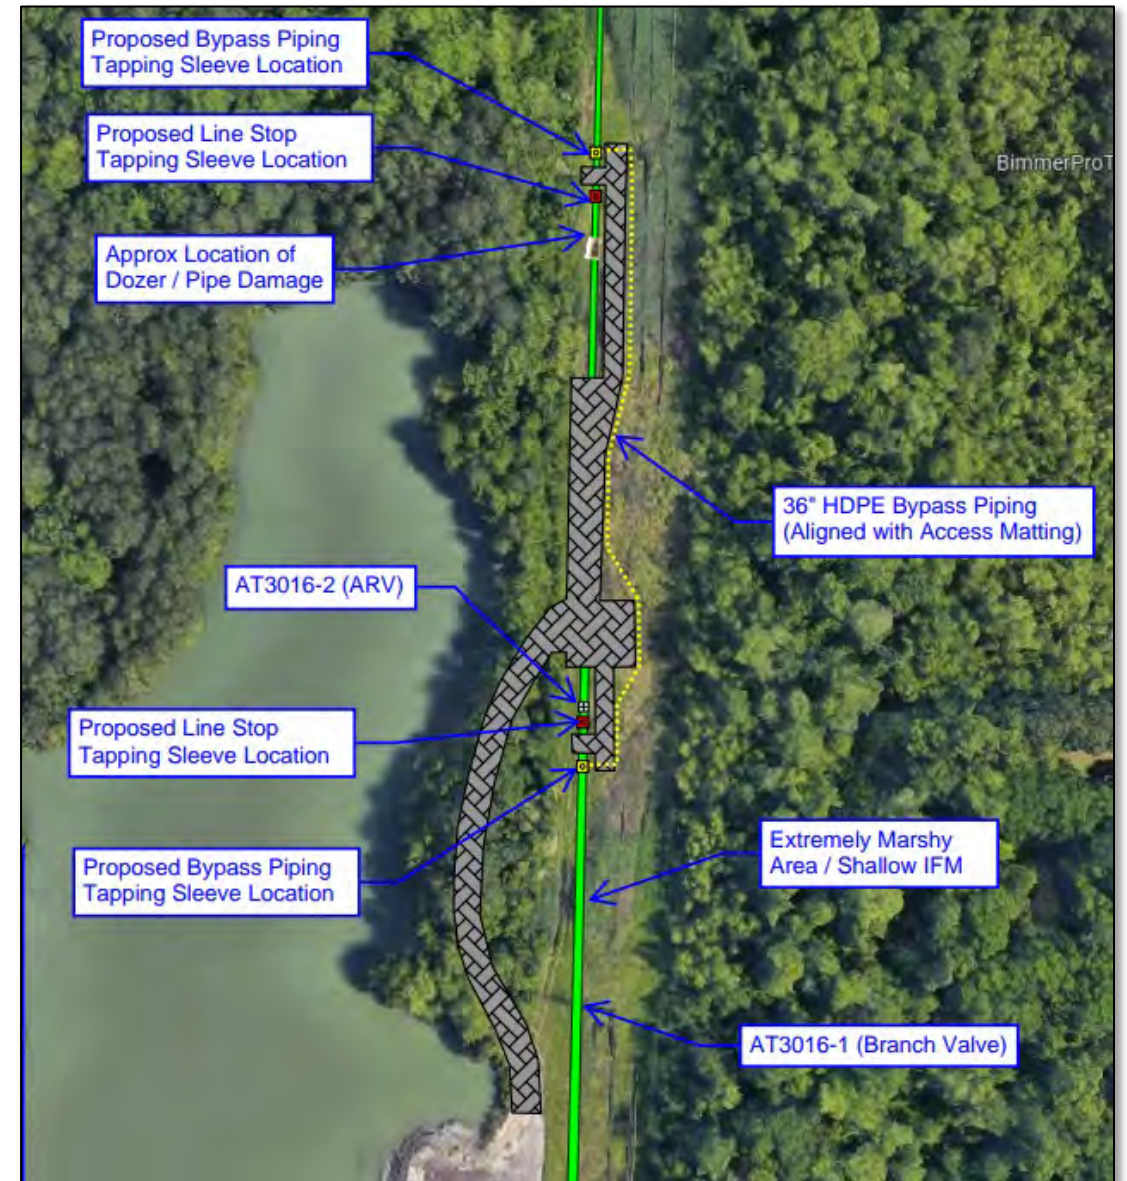 Proposed Bypass Piping
Tapping Sleeve Location
Proposed Line Stop
Tapping Sleeve Location
BimmerProT
Approx Location of
Dozer / Pipe Damage
36" HDPE Bypass Piping
(Aligned with Access Matting)
AT3016-2 (ARV)
Proposed Line Stop
Tapping Sleeve Location
Extremely Marshy
Area / Shallow IFM
Proposed Bypass Piping
Tapping Sleeve Location
AT3016-1 (Branch Valve)